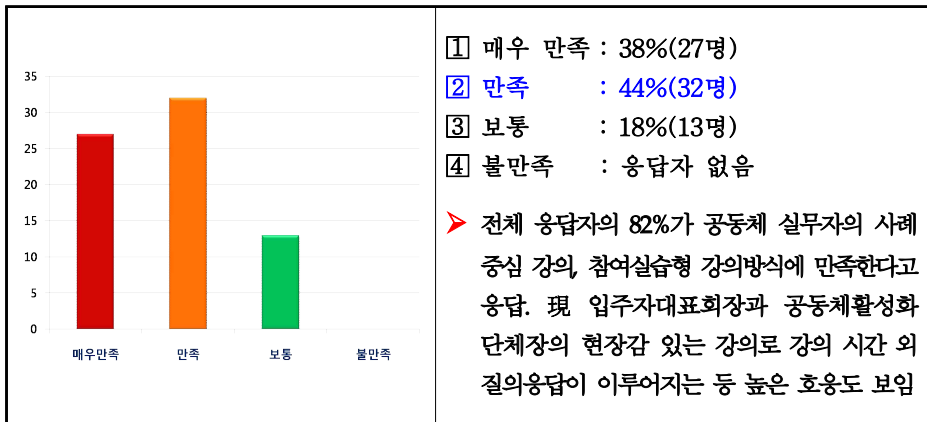 35
30
25
20
15
10
5
0
매우만족 만족 보통 불만족
1 매우 만족 : 38%(27명)
2 만족 : 44%(32명)
3 보통 : 18%(13명)
4 불만족 : 응답자 없음
➢ 전체 응답자의 82%가 공동체 실무자의 사례
중심 강의, 참여실습형 강의방식에 만족한다고
응답. 現 입주자대표회장과 공동체활성화
단체장의 현장감 있는 강의로 강의 시간 외
질의응답이 이루어지는 등 높은 호응도 보임